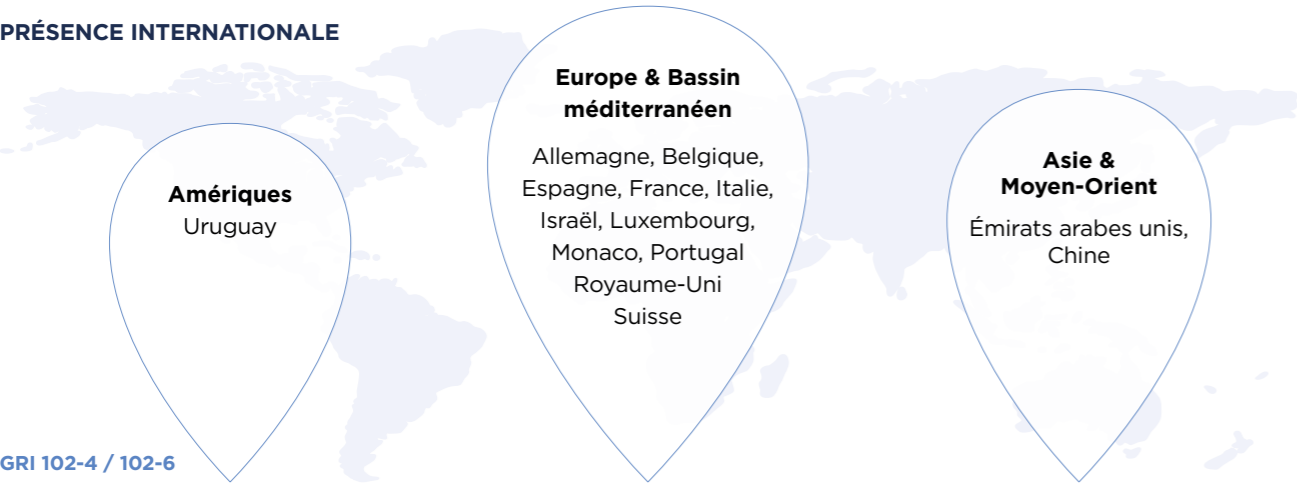 PRÉSENCE INTERNATIONALE
Amériques
Uruguay
Europe & Bassin
méditerranéen
Allemagne, Belgique,
Espagne, France, Italie,
Israël, Luxembourg,
Monaco, Portugal
Royaume-Uni
Suisse
Asie &
Moyen-Orient
Émirats arabes unis,
Chine
GRI 102-4 / 102-6